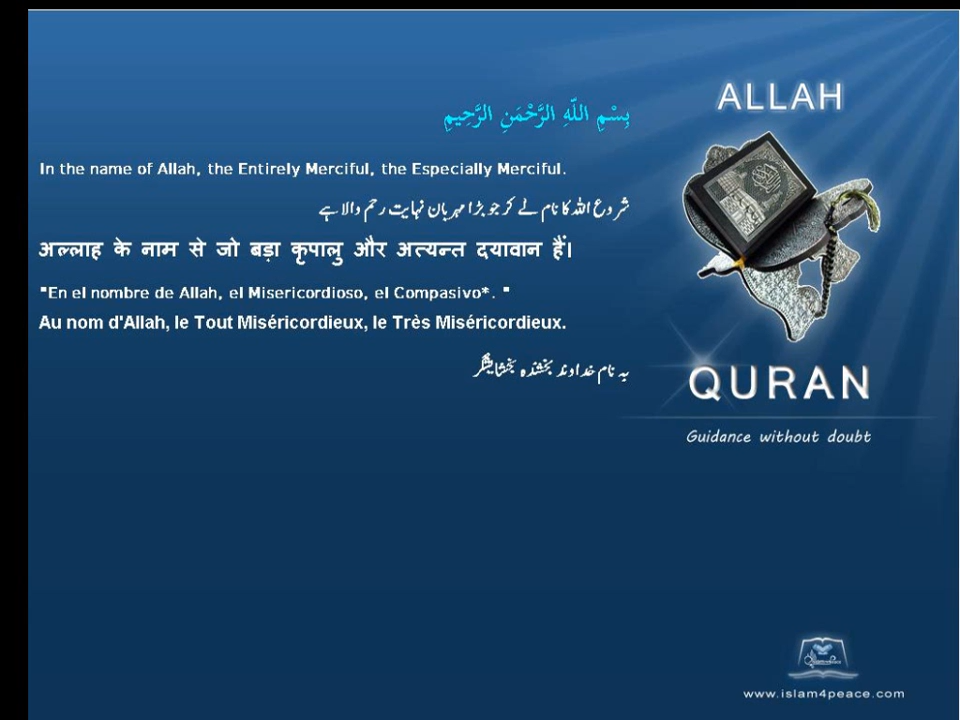 بِسْمِ اللّهِ الرَّحْمَنِ الرَّحِيمِ
In the name of Allah, the Entirely Merciful, the Especially Merciful.
شروع اللہ کا نام لے کر جو بڑا مہربان نہایت رحم والا ہے
अल्लाह के नाम से जो बड़ा कृपालु और अत्यन्त दयावान हैं।
"En el nombre de Allah, el Misericordioso, el Compasivo*. "
Au nom d'Allah, le Tout Miséricordieux, le Très Miséricordieux.
به نام خداوند بخشنده بخشایشگر
ALLAH
QURAN
Guidance without doubt
www.islam4peace.com